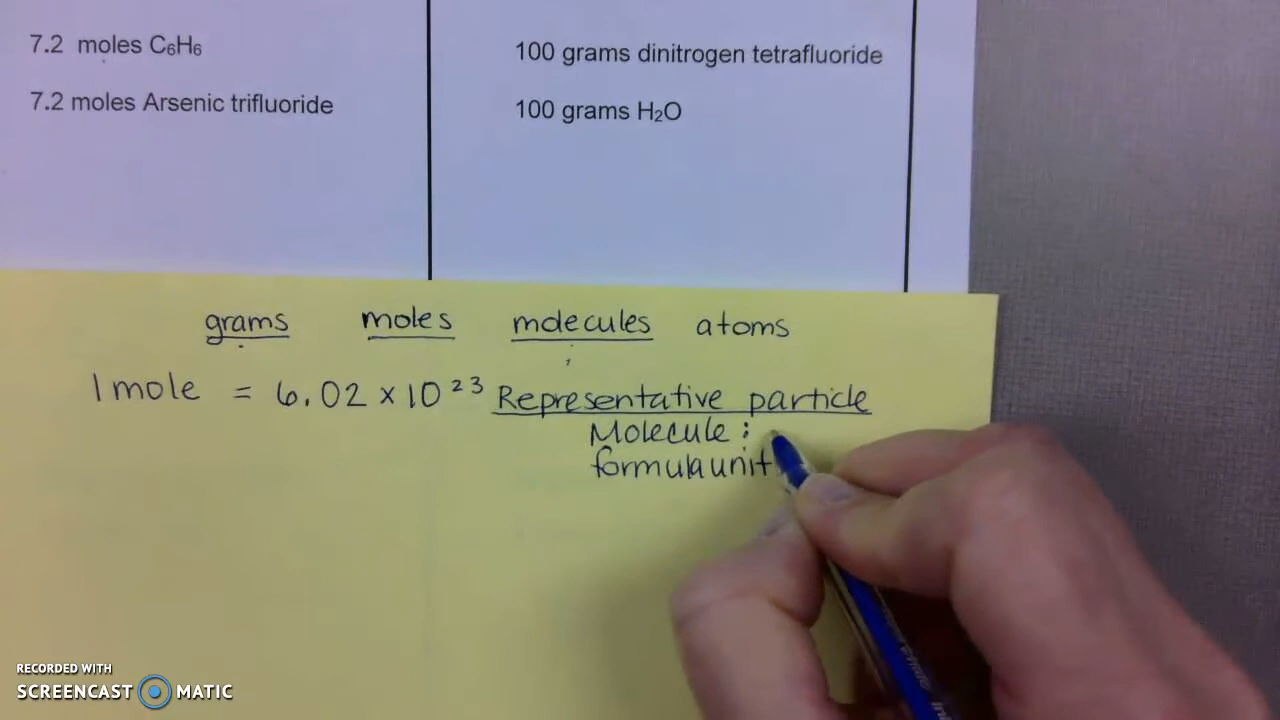 7.2 moles C₆H₆
7.2 moles Arsenic trifluoride
100 grams dinitrogen tetrafluoride
100 grams H₂O
grams moles molecules atoms
1 mole = 6.02 x 10²³ Representative particle
Molecule :
formula unit
RECORDED WITH
SCREENCAST MATIC